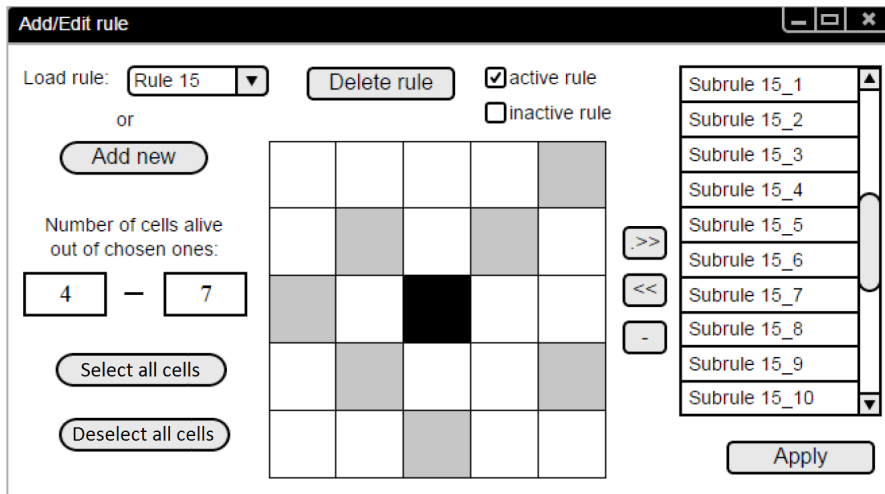 Add/Edit rule
Load rule: Rule 15
Delete rule
active rule
inactive rule
or
Add new
Number of cells alive
out of chosen ones:
4 – 7
Select all cells
Deselect all cells
.>>
<<
-
Subrule 15_1
Subrule 15_2
Subrule 15_3
Subrule 15_4
Subrule 15_5
Subrule 15_6
Subrule 15_7
Subrule 15_8
Subrule 15_9
Subrule 15_10
Apply